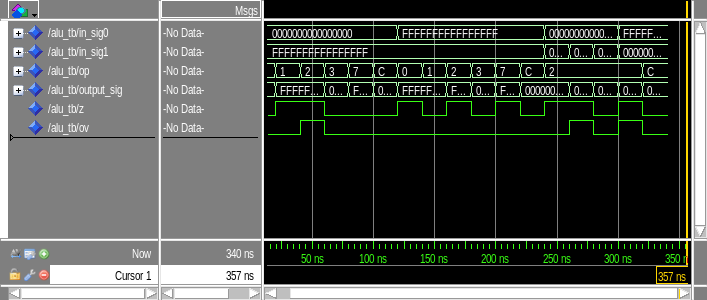 Msgs
/alu_tb/in_sig0 -No Data- 0000000000000000 FFFFFFFFFFFFFFFF 0000000000... FFFFF...
/alu_tb/in_sig1 -No Data- FFFFFFFFFFFFFFFF 0... 0... 0... 000000...
/alu_tb/op -No Data- 1 2 3 7 C 0 1 2 3 7 C 2 C
/alu_tb/output_sig -No Data- FFFFF... 0... F... 0... FFFFF... 0... F... 000000... 0... 0... 0... 0...
/alu_tb/z -No Data-
/alu_tb/ov -No Data-
Now 340 ns 50 ns 100 ns 150 ns 200 ns 250 ns 300 ns 350 n
Cursor 1 357 ns 357 ns